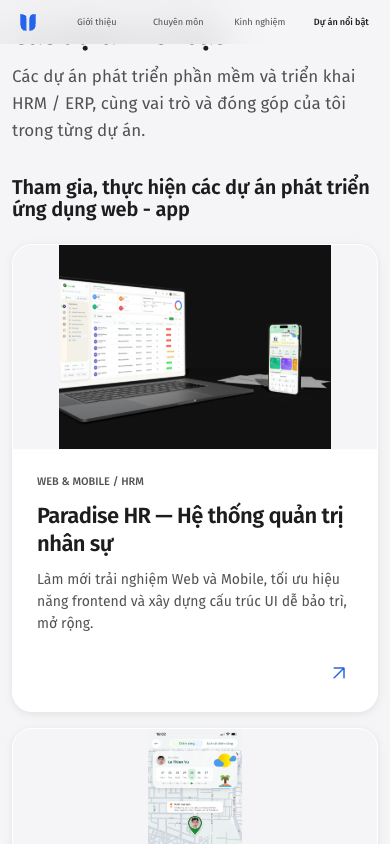 Giới thiệu
Chuyên môn
Kinh nghiệm
Dự án nổi bật
Các dự án phát triển phần mềm và triển khai
HRM / ERP, cùng vai trò và đóng góp của tôi
trong từng dự án.
Tham gia, thực hiện các dự án phát triển
ứng dụng web - app
WEB & MOBILE / HRM
Paradise HR — Hệ thống quản trị
nhân sự
Làm mới trải nghiệm Web và Mobile, tối ưu hiệu
năng frontend và xây dựng cấu trúc UI dễ bảo trì,
mở rộng.